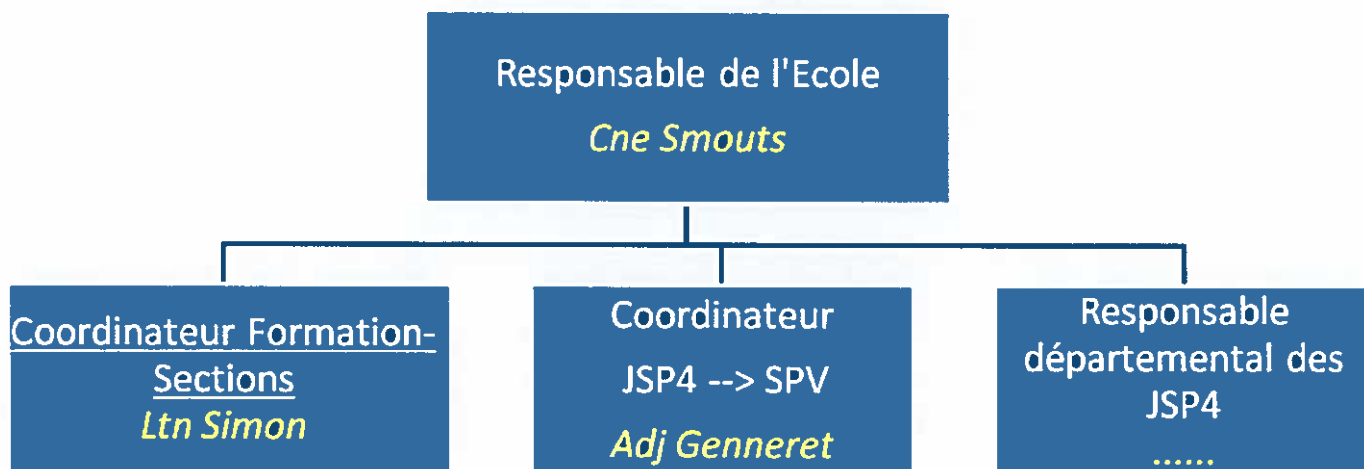 Responsable de l'Ecole
Cne Smouts
Coordinateur Formation-
Sections
Ltn Simon
Coordinateur
JSP4 --> SPV
Adj Genneret
Responsable
départemental des
JSP4
......